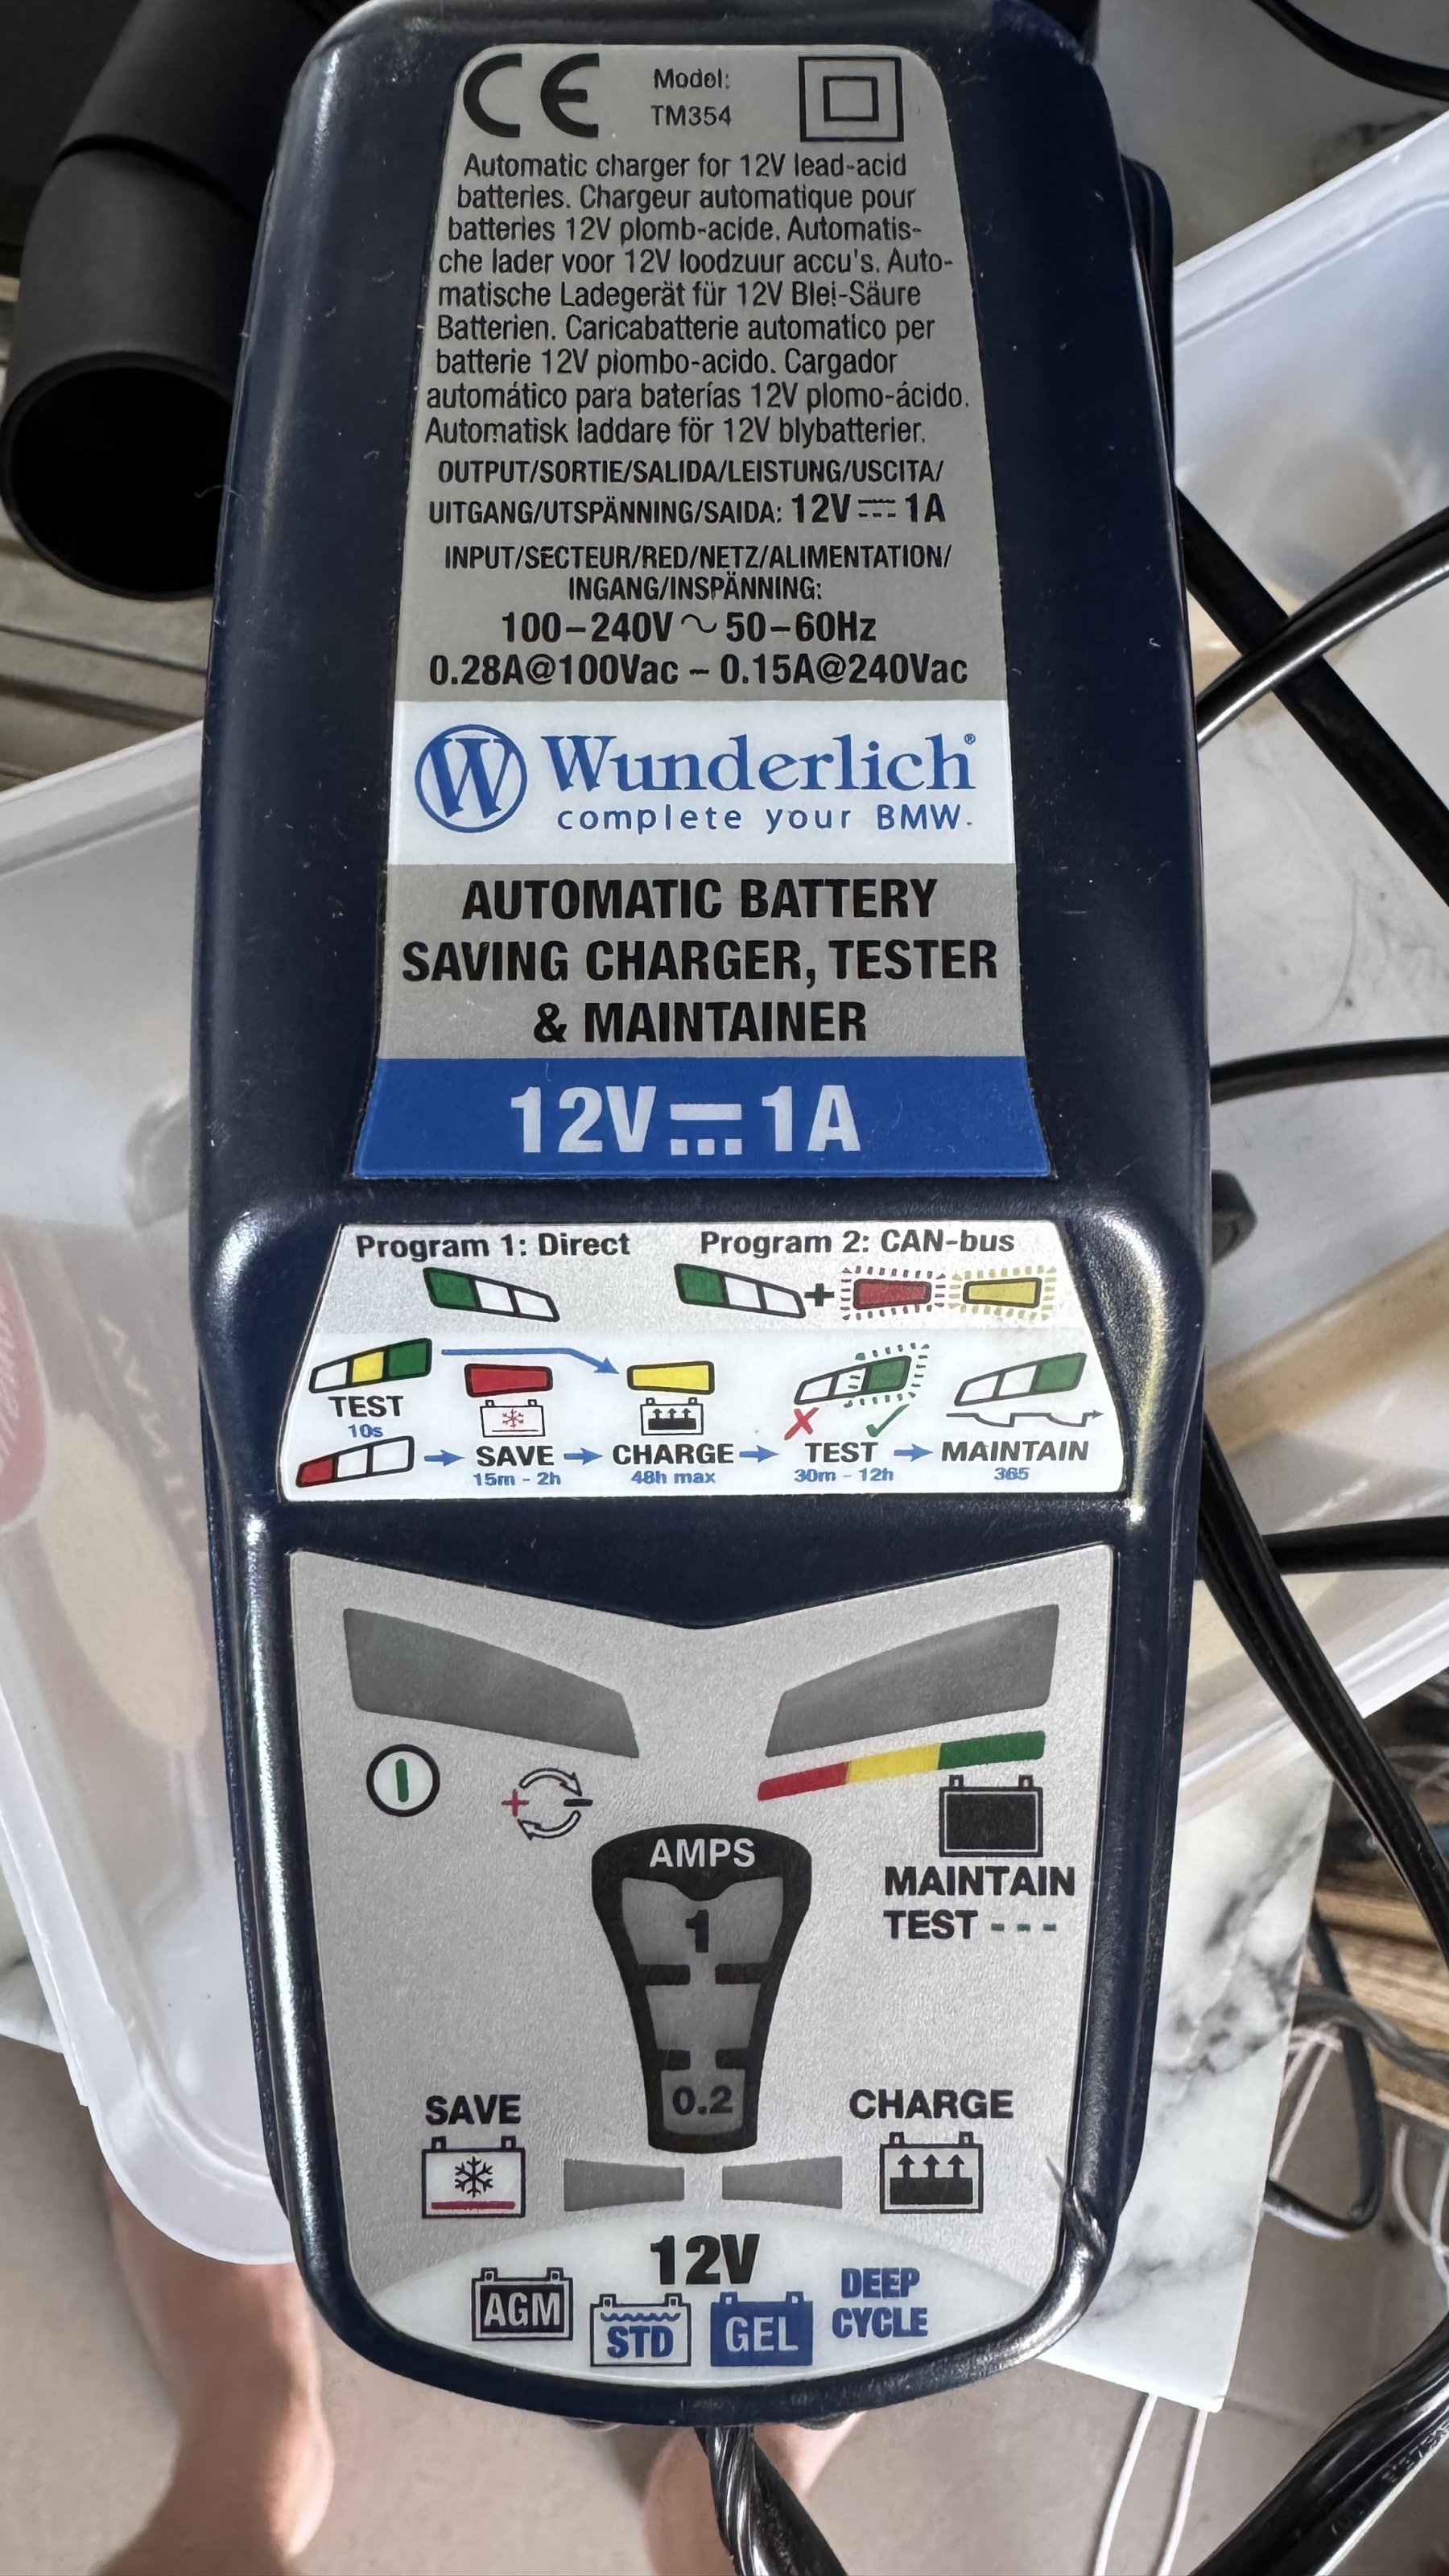 CE Model:
TM354
Automatic charger for 12V lead-acid
batteries. Chargeur automatique pour
batteries 12V plomb-acide. Automatis-
che lader voor 12V loodzuur accu's. Auto-
matische Ladegerät für 12V Blei-Säure
Batterien. Caricabatterie automatico per
batterie 12V piombo-acido. Cargador
automático para baterías 12V plomo-ácido.
Automatisk laddare för 12V blybatterier.
OUTPUT/SORTIE/SALIDA/LEISTUNG/USCITA/
UITGANG/UTSPÄNNING/SAIDA: 12V⎓1A
INPUT/SECTEUR/RED/NETZ/ALIMENTATION/
INGANG/INSPÄNNING:
100–240V~50–60Hz
0.28A@100Vac – 0.15A@240Vac
W Wunderlich®
complete your BMW.
AUTOMATIC BATTERY
SAVING CHARGER, TESTER
& MAINTAINER
12V⎓1A
Program 1: Direct Program 2: CAN-bus
+
TEST
10s
SAVE CHARGE TEST MAINTAIN
15m - 2h 48h max 30m - 12h 365
+ -
AMPS
1
0.2
MAINTAIN
TEST ---
SAVE CHARGE
12V
AGM STD GEL DEEP
CYCLE